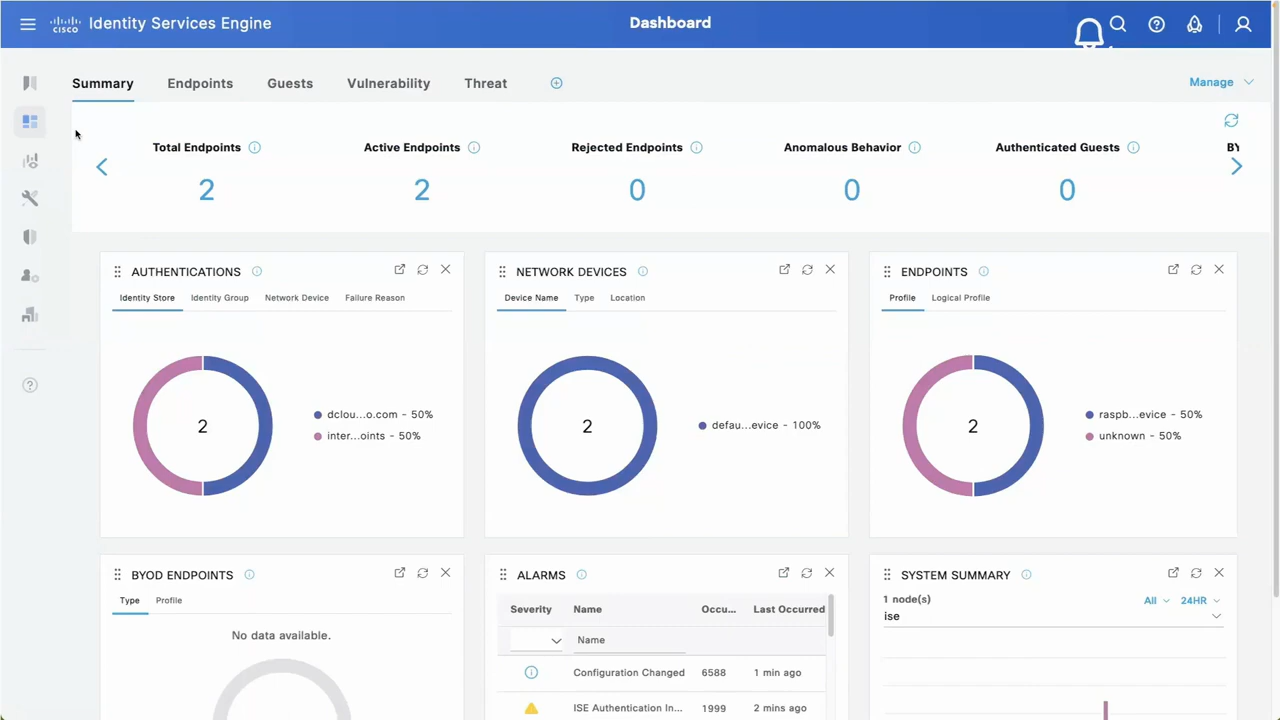 CISCO Identity Services Engine
Dashboard
Summary Endpoints Guests Vulnerability Threat
Manage
Total Endpoints Active Endpoints Rejected Endpoints Anomalous Behavior Authenticated Guests BY
2 2 0 0 0
AUTHENTICATIONS
Identity Store Identity Group Network Device Failure Reason
2
dclou...o.com - 50%
inter...oints - 50%
NETWORK DEVICES
Device Name Type Location
2
defau...evice - 100%
ENDPOINTS
Profile Logical Profile
2
raspb...evice - 50%
unknown - 50%
BYOD ENDPOINTS
Type Profile
No data available.
ALARMS
Severity Name Occu... Last Occurred
Name
Configuration Changed 6588 1 min ago
ISE Authentication In... 1999 2 mins ago
SYSTEM SUMMARY
1 node(s) All 24HR
ise